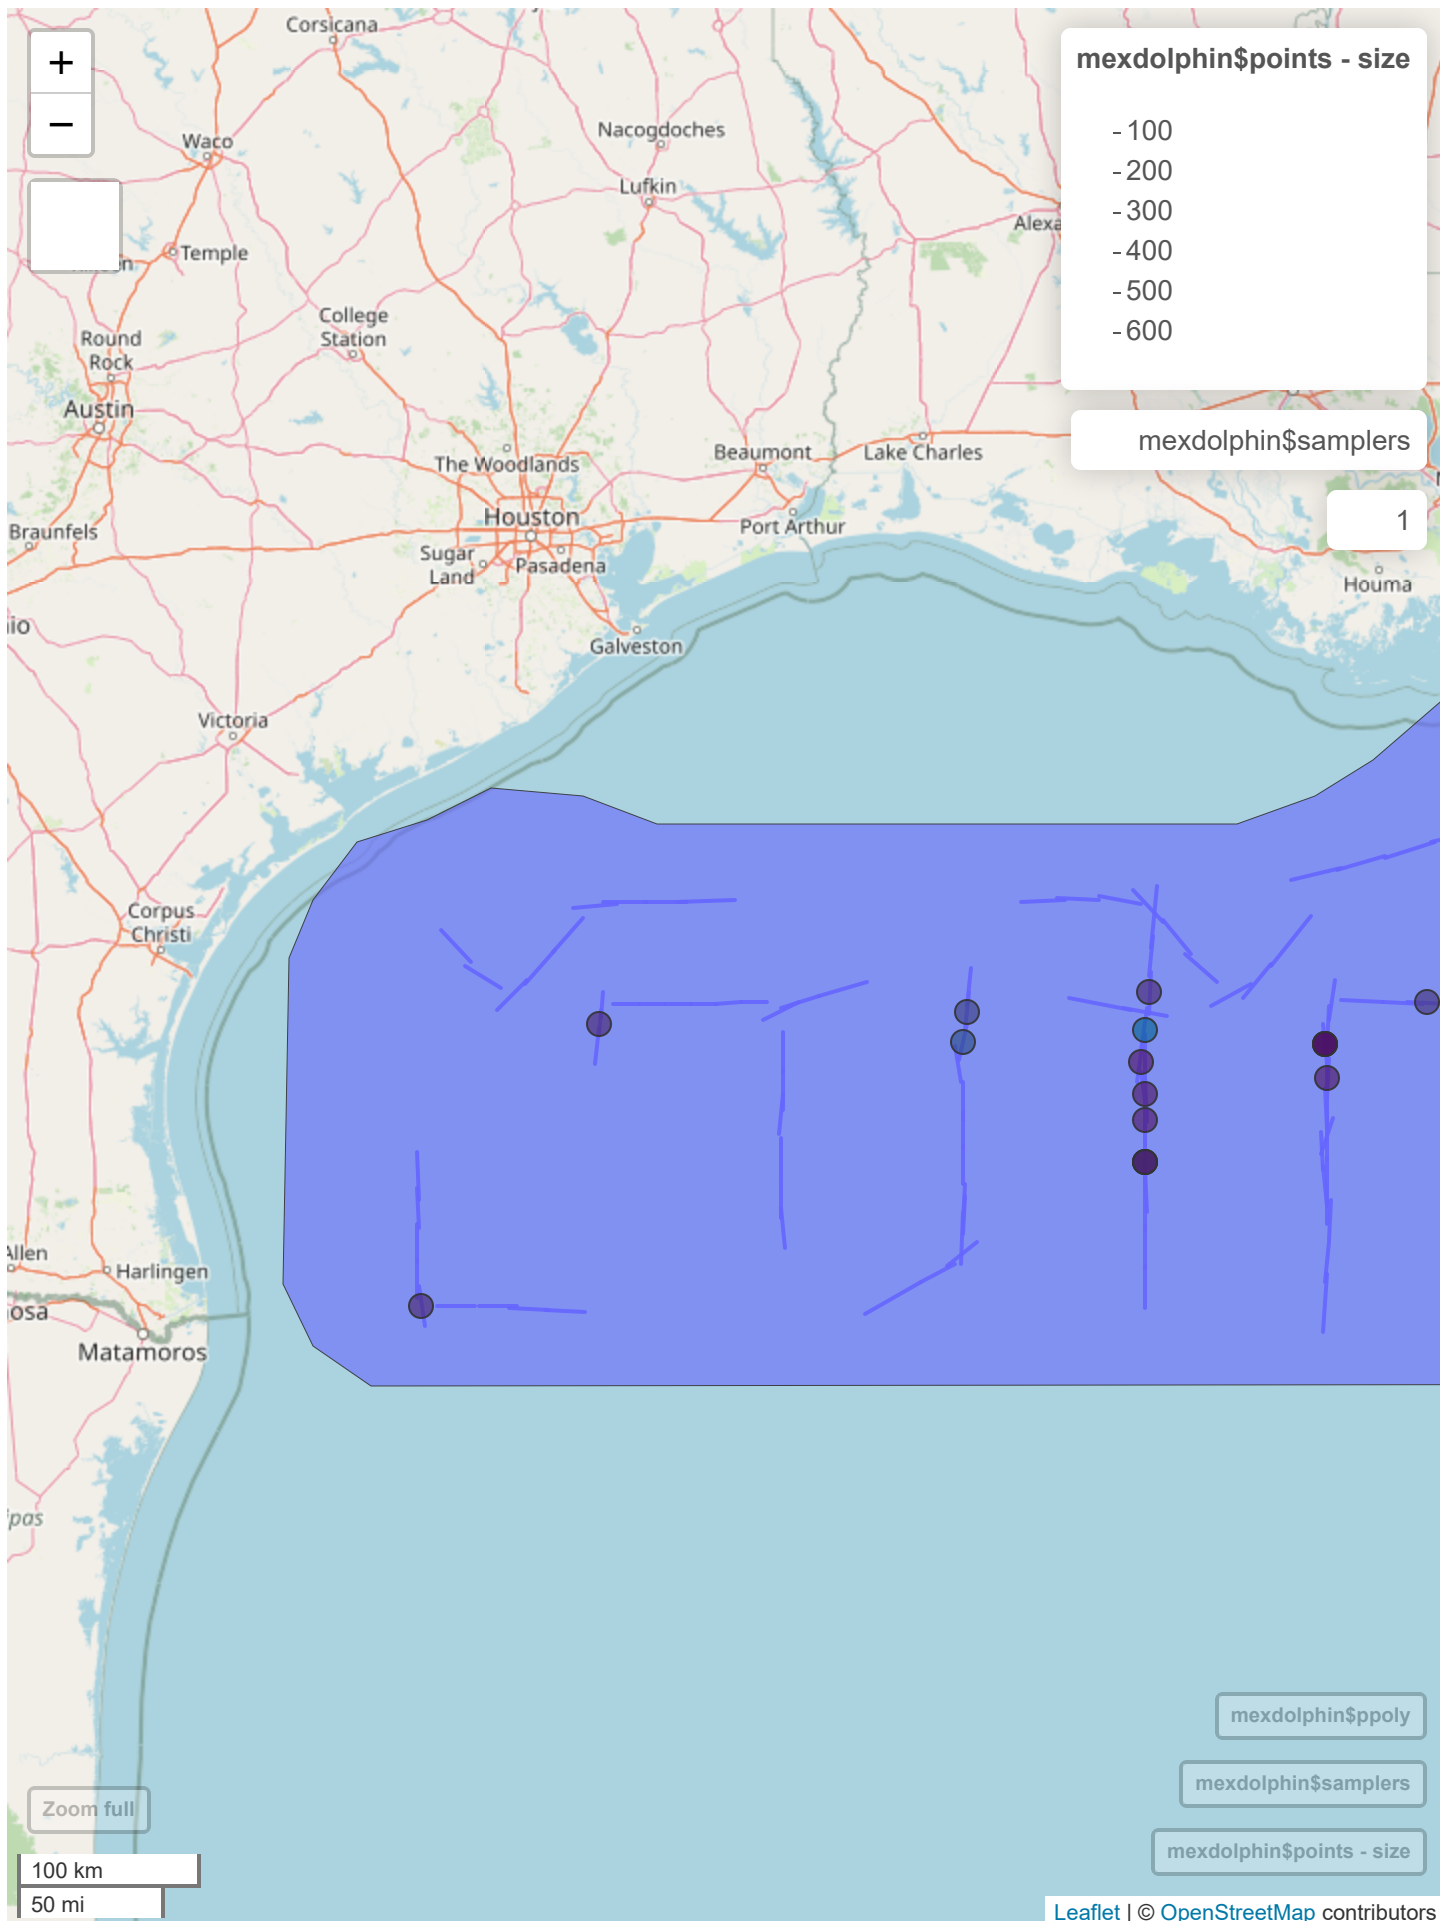 Corsicana
+
−
mexdolphin$points - size
-100
-200
-300
-400
-500
-600
Waco
Nacogdoches
Lufkin
Alexa
Temple
College
Station
Round
Rock
Austin
The Woodlands
Beaumont
Lake Charles
mexdolphin$samplers
1
Houston
Port Arthur
Braunfels
Sugar
Land
Pasadena
Houma
io
Galveston
Victoria
Corpus
Christi
Allen
Harlingen
osa
Matamoros
ipas
mexdolphin$ppoly
mexdolphin$samplers
Zoom full
mexdolphin$points - size
100 km
50 mi
Leaflet | © OpenStreetMap contributors